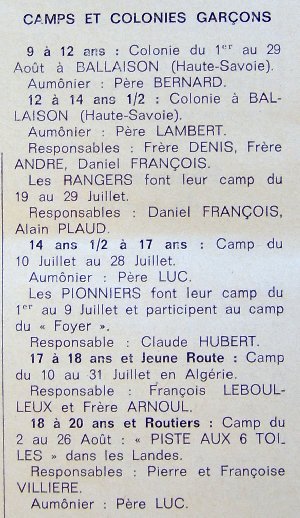 CAMPS ET COLONIES GARÇONS
9 à 12 ans : Colonie du 1er au 29
Août à BALLAISON (Haute-Savoie).
Aumônier : Père BERNARD.
12 à 14 ans 1/2 : Colonie à BAL-
LAISON (Haute-Savoie).
Aumônier : Père LAMBERT.
Responsables : Frère DENIS, Frère
ANDRE, Daniel FRANÇOIS.
Les RANGERS font leur camp du
19 au 29 Juillet.
Responsables : Daniel FRANÇOIS,
Alain PLAUD.
14 ans 1/2 à 17 ans : Camp du
10 Juillet au 28 Juillet.
Aumônier : Père LUC.
Les PIONNIERS font leur camp du
1er au 9 Juillet et participent au camp
du « Foyer ».
Responsable : Claude HUBERT.
17 à 18 ans et Jeune Route : Camp
du 10 au 31 Juillet en Algérie.
Responsable : François LEBOUL-
LEUX et Frère ARNOUL.
18 à 20 ans et Routiers : Camp du
2 au 26 Août : « PISTE AUX 6 TOI-
LES » dans les Landes.
Responsables : Pierre et Françoise
VILLIERE.
Aumônier : Père LUC.